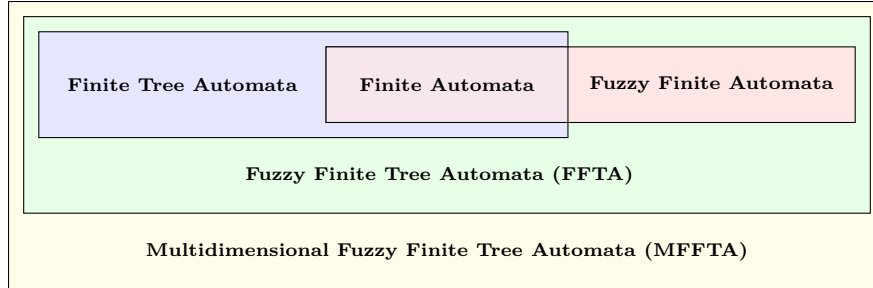 Finite Tree Automata
Finite Automata
Fuzzy Finite Automata
Fuzzy Finite Tree Automata (FFTA)
Multidimensional Fuzzy Finite Tree Automata (MFFTA)